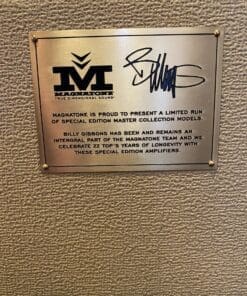 MAGNATONE
TRUE DIMENSIONAL SOUND
MAGNATONE IS PROUD TO PRESENT A LIMITED RUN
OF SPECIAL EDITION MASTER COLLECTION MODELS.
BILLY GIBBONS HAS BEEN AND REMAINS AN
INTERGRAL PART OF THE MAGNATONE TEAM AND WE
CELEBRATE ZZ TOP'S YEARS OF LONGEVITY WITH
THESE SPECIAL EDITION AMPLIFIERS.